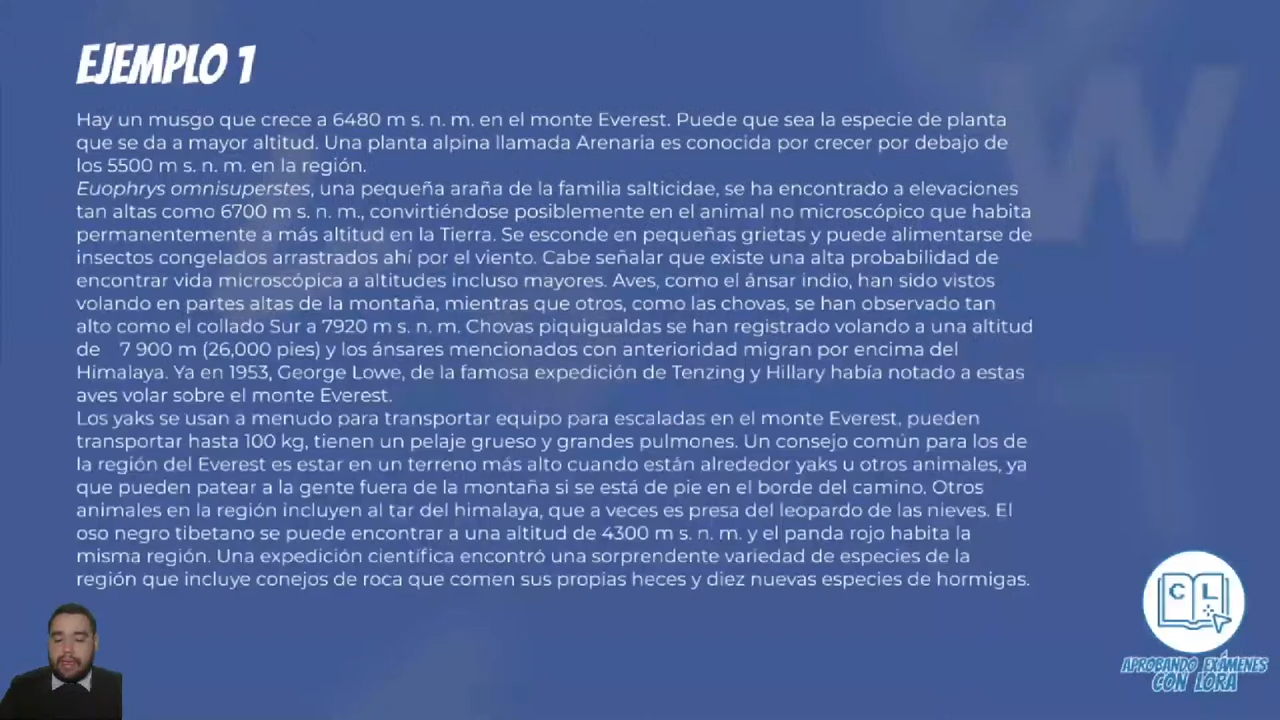 EJEMPLO 1
Hay un musgo que crece a 6480 m s. n. m. en el monte Everest. Puede que sea la especie de planta
que se da a mayor altitud. Una planta alpina llamada Arenaria es conocida por crecer por debajo de
los 5500 m s. n. m. en la región.
Euophrys omnisuperstes, una pequeña araña de la familia salticidae, se ha encontrado a elevaciones
tan altas como 6700 m s. n. m., convirtiéndose posiblemente en el animal no microscópico que habita
permanentemente a más altitud en la Tierra. Se esconde en pequeñas grietas y puede alimentarse de
insectos congelados arrastrados ahí por el viento. Cabe señalar que existe una alta probabilidad de
encontrar vida microscópica a altitudes incluso mayores. Aves, como el ánsar indio, han sido vistos
volando en partes altas de la montaña, mientras que otros, como las chovas, se han observado tan
alto como el collado Sur a 7920 m s. n. m. Chovas piquigualdas se han registrado volando a una altitud
de 7 900 m (26,000 pies) y los ánsares mencionados con anterioridad migran por encima del
Himalaya. Ya en 1953, George Lowe, de la famosa expedición de Tenzing y Hillary había notado a estas
aves volar sobre el monte Everest.
Los yaks se usan a menudo para transportar equipo para escaladas en el monte Everest, pueden
transportar hasta 100 kg, tienen un pelaje grueso y grandes pulmones. Un consejo común para los de
la región del Everest es estar en un terreno más alto cuando están alrededor yaks u otros animales, ya
que pueden patear a la gente fuera de la montaña si se está de pie en el borde del camino. Otros
animales en la región incluyen al tar del himalaya, que a veces es presa del leopardo de las nieves. El
oso negro tibetano se puede encontrar a una altitud de 4300 m s. n. m. y el panda rojo habita la
misma región. Una expedición científica encontró una sorprendente variedad de especies de la
región que incluye conejos de roca que comen sus propias heces y diez nuevas especies de hormigas.
C L
APROBANDO EXÁMENES
CON LORA
W